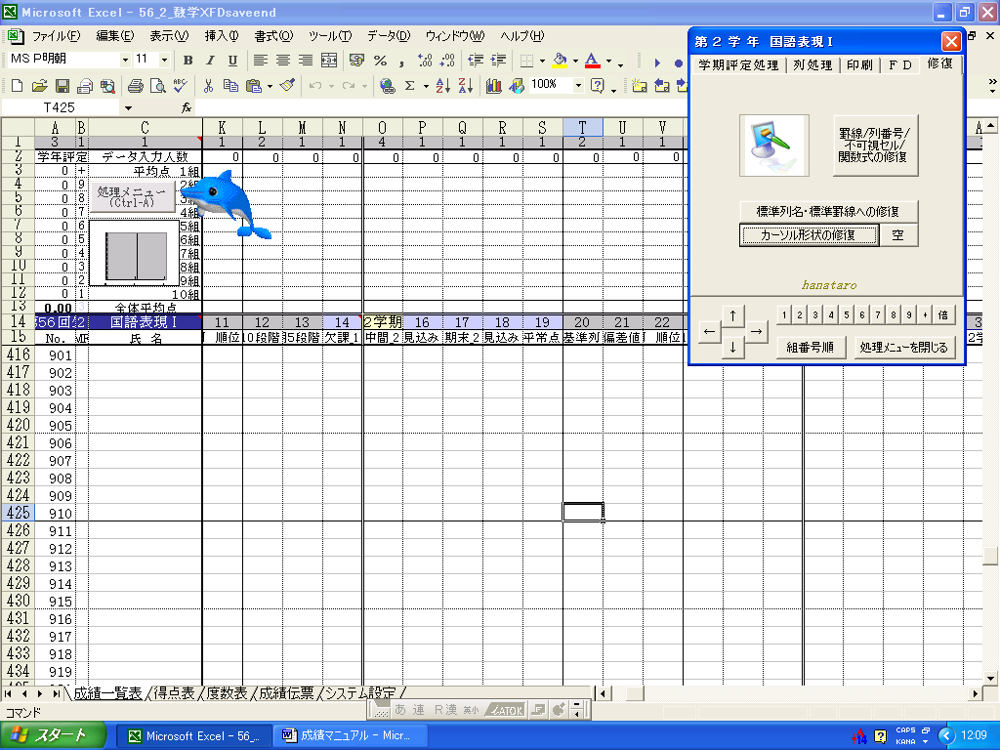 Microsoft Excel - 56_2_数学XFDsaveend
ファイル(F) 編集(E) 表示(V) 挿入(I) 書式(O) ツール(T) データ(D) ウィンドウ(W) ヘルプ(H)
MS P明朝 11 B I U
100%
T425 fx
A B C K L M N O P Q R S T U V
1 3 1 1 1 2 1 1 4 1 1 1 1 2 1 1
2 学年評定 データ入力人数 0 0 0 0 0 0 0 0 0 0 0 0
3 0 + 平均点 1組
4 0 9 2組
5 0 8
6 0 7 4組
7 0 6 5組
8 0 5 6組
9 0 4 7組
10 0 3 8組
11 0 2 9組
12 0 1 10組
13 0.00 全体平均点
処理メニュー
(Ctrl-A)
14 56回 2 国語表現Ⅰ 11 12 13 14 2学期 16 17 18 19 20 21 22
15 No. 氏 名 順位 10段階 5段階 欠課_1 中間_2 見込み 期末_2 見込み 平常点 基準列 偏差値 順位
416 901
417 902
418 903
419 904
420 905
421 906
422 907
423 908
424 909
425 910
426 911
427 912
428 913
429 914
430 915
431 916
432 917
433 918
434 919
第２学年 国語表現Ⅰ
学期評定処理 列処理 印刷 ＦＤ 修復
罫線/列番号/
不可視セル/
関数式の修復
標準列名・標準罫線への修復
カーソル形状の修復 空
hanataro
↑ ← → ↓
1 2 3 4 5 6 7 8 9 + 倍
組番号順 処理メニューを閉じる
成績一覧表 得点表 度数表 成績伝票 システム設定
コマンド
あ 連 R漢 英小 ATOK
スタート Microsoft Excel - 56_... 成績マニュアル - Micr...
14 CAPS KANA 12:09